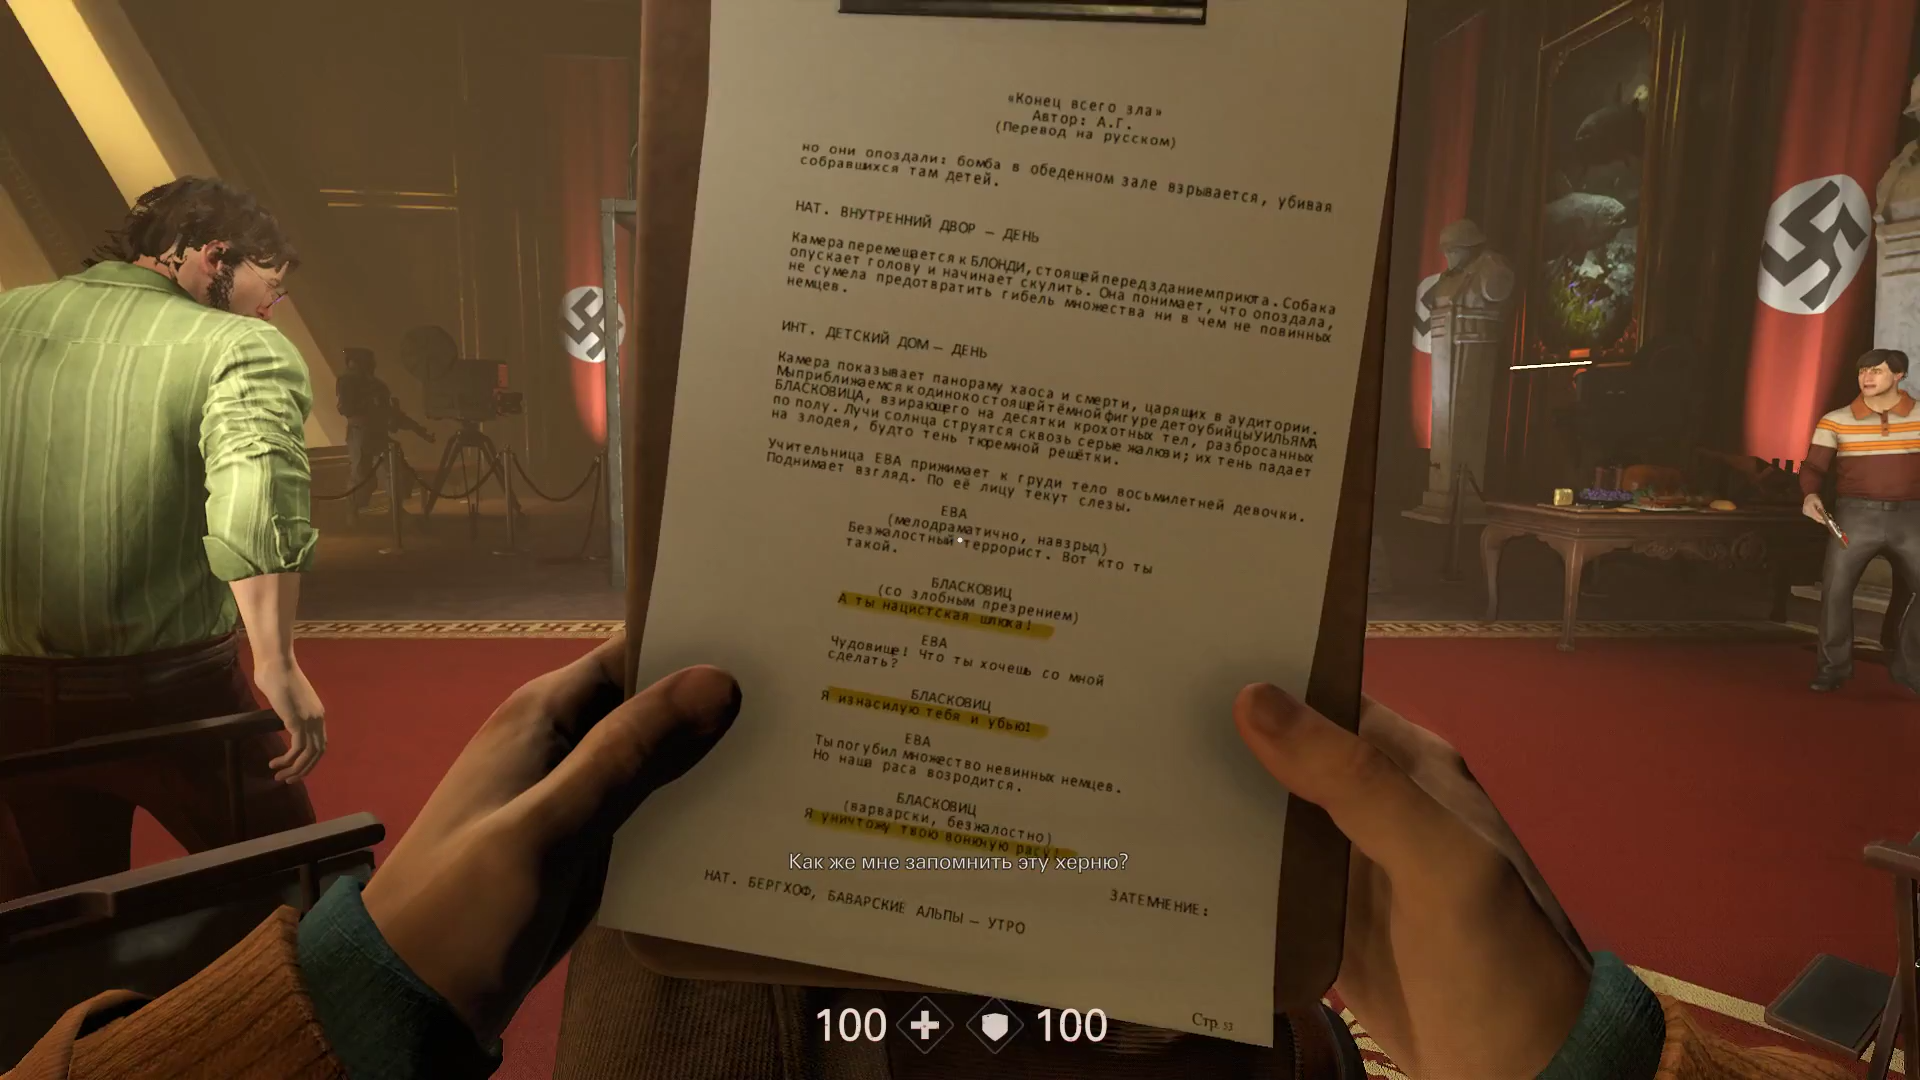 «Конец всего зла»
Автор: А.Г.
(Перевод на русском)
но они опоздали: бомба в обеденном зале взрывается, убивая
собравшихся там детей.
НАТ. ВНУТРЕННИЙ ДВОР — ДЕНЬ
Камера перемещается к БЛОНДИ, стоящей перед зданием приюта. Собака
опускает голову и начинает скулить. Она понимает, что опоздала,
не сумела предотвратить гибель множества ни в чем не повинных
немцев.
ИНТ. ДЕТСКИЙ ДОМ — ДЕНЬ
Камера показывает панораму хаоса и смерти, царящих в аудитории.
Мы приближаемся к одиноко стоящей тёмной фигуре детоубийцы УИЛЬЯМА
БЛАСКОВИЦА, взирающего на десятки крохотных тел, разбросанных
по полу. Лучи солнца струятся сквозь серые жалюзи; их тень падает
на злодея, будто тень тюремной решётки.
Учительница ЕВА прижимает к груди тело восьмилетней девочки.
Поднимает взгляд. По её лицу текут слезы.
ЕВА
(мелодраматично, навзрыд)
Безжалостный террорист. Вот кто ты
такой.
БЛАСКОВИЦ
(со злобным презрением)
А ты нацистская шлюха!
ЕВА
Чудовище! Что ты хочешь со мной
сделать?
БЛАСКОВИЦ
Я изнасилую тебя и убью!
ЕВА
Ты погубил множество невинных немцев.
Но наша раса возродится.
БЛАСКОВИЦ
(варварски, безжалостно)
Я уничтожу твою вонючую расу!
Как же мне запомнить эту херню?
ЗАТЕМНЕНИЕ:
НАТ. БЕРГХОФ, БАВАРСКИЕ АЛЬПЫ — УТРО
Стр. 53
100 100